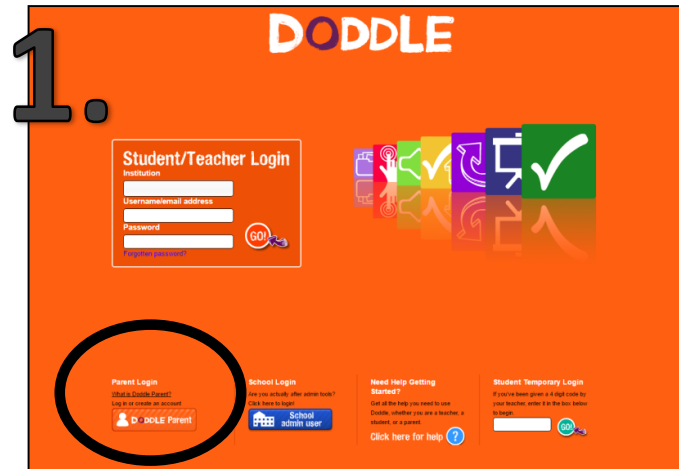 DODDLE
1.
Student/Teacher Login
Institution
Username/email address
Password
GO!
Forgotten password?
Parent Login
What is Doddle Parent?
Log in or create an account
DODDLE Parent
School Login
Are you actually after admin tools?
Click here to login!
School
admin user
Need Help Getting
Started?
Get all the help you need to use
Doddle, whether you are a teacher, a
student, or a parent.
Click here for help ?
Student Temporary Login
If you've been given a 4 digit code by
your teacher, enter it in the box below
to begin.
GO!